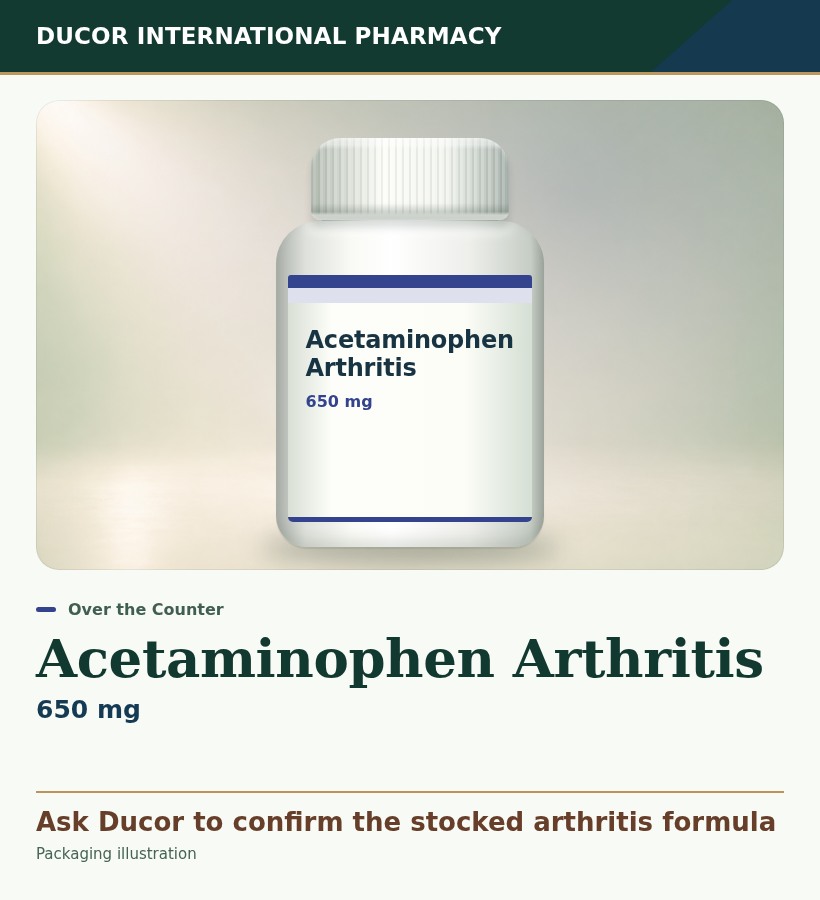 DUCOR INTERNATIONAL PHARMACY
Acetaminophen
Arthritis
650 mg
Over the Counter
Acetaminophen Arthritis
650 mg
Ask Ducor to confirm the stocked arthritis formula
Packaging illustration